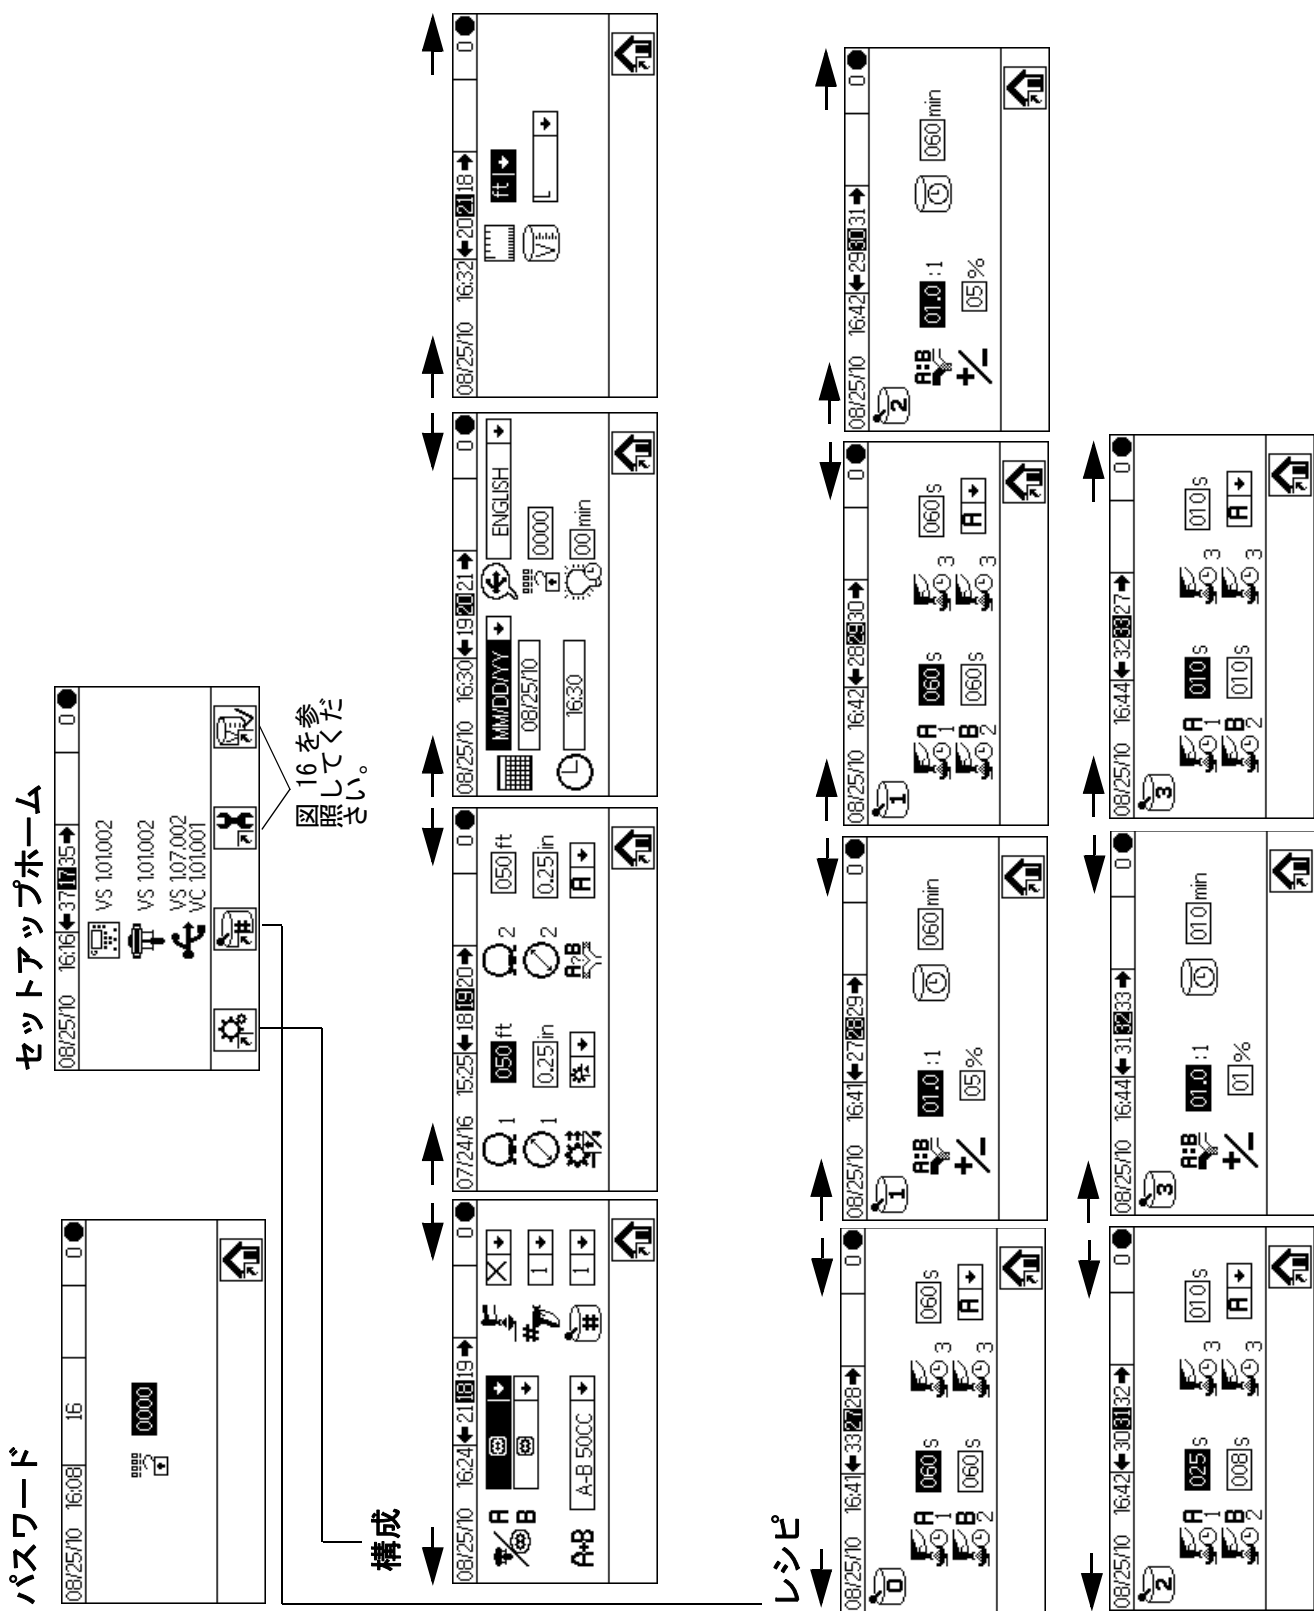 パスワード
08/25/10 16:08 16 0
0000
セットアップホーム
08/25/10 16:16 37 17 35 0
VS 1.01.002
VS 1.01.002
VS 1.07.002
VC 1.01.001
図 16 を参
照してくだ
さい。
構成
08/25/10 16:24 21 18 19 0
A
B
X
# 1
A+B A-B 50CC # 1
07/24/16 15:25 18 19 20 0
1 050 ft 2 050 ft
1 0.25 in 2 0.25 in
A?B A
08/25/10 16:30 19 20 21 0
MM/DD/YY ENGLISH
08/25/10 0000
16:30 00 min
08/25/10 16:32 20 21 18 0
ft
L
レシピ
08/25/10 16:41 33 27 28 0
0
A 1 060 s 3 060 s
B 2 060 s 3 A
08/25/10 16:41 27 28 29 0
1
A:B 01.0 :1 060 min
+/- 05 %
08/25/10 16:42 28 29 30 0
1
A 1 060 s 3 060 s
B 2 060 s 3 A
08/25/10 16:42 29 30 31 0
2
A:B 01.0 :1 060 min
+/- 05 %
08/25/10 16:42 30 31 32 0
2
A 1 025 s 3 010 s
B 2 008 s 3 A
08/25/10 16:44 31 32 33 0
3
A:B 01.0 :1 010 min
+/- 01 %
08/25/10 16:44 32 33 27 0
3
A 1 010 s 3 010 s
B 2 010 s 3 A